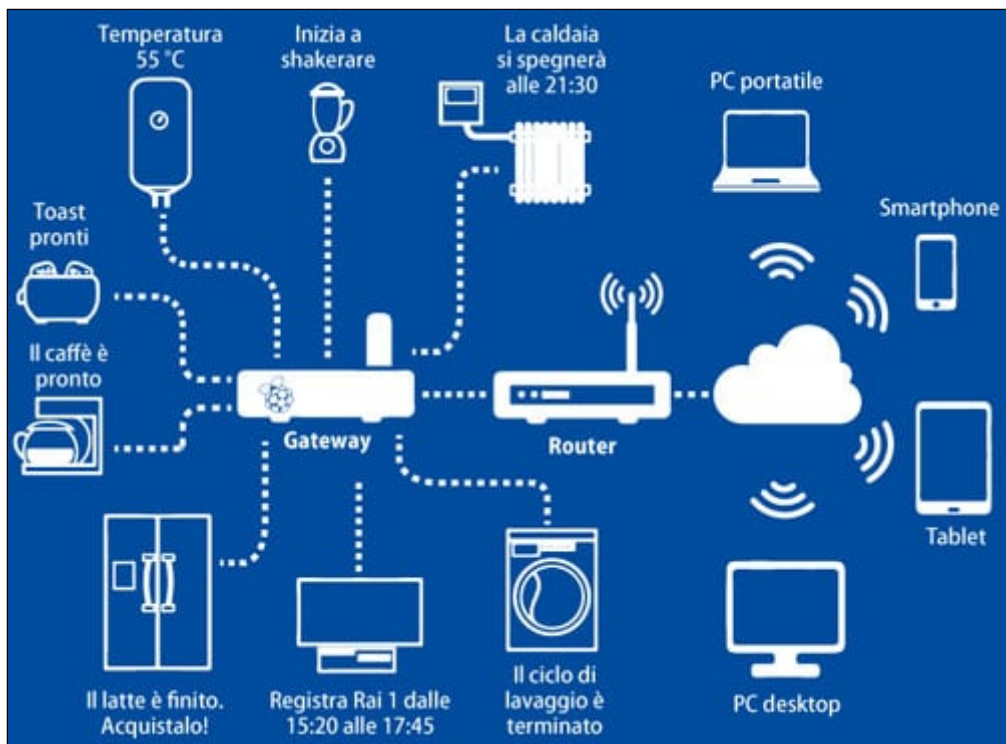 Temperatura
55 °C
Inizia a
shakerare
La caldaia
si spegnerà
alle 21:30
PC portatile
Smartphone
Toast
pronti
Il caffè è
pronto
Gateway
Router
Tablet
Il latte è finito.
Acquistalo!
Registra Rai 1 dalle
15:20 alle 17:45
Il ciclo di
lavaggio è
terminato
PC desktop